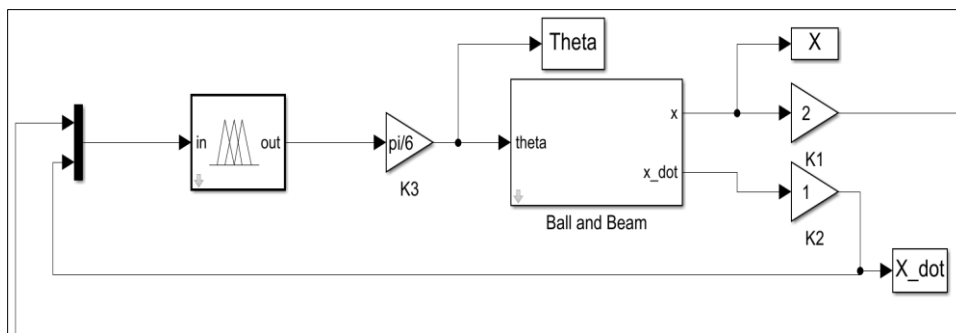 Theta
X
in
out
pi/6
K3
theta
x
x_dot
Ball and Beam
2
K1
1
K2
X_dot